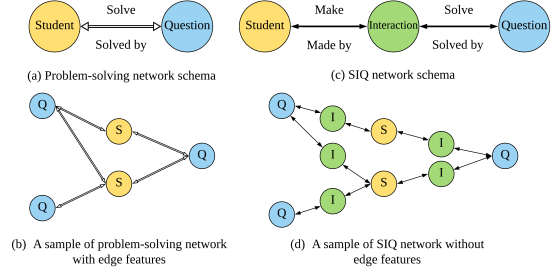 Solve
Student
Question
Solved by
(a) Problem-solving network schema
Make
Solve
Student
Interaction
Question
Made by
Solved by
(c) SIQ network schema
Q
S
Q
S
Q
(b) A sample of problem-solving network
with edge features
Q
I
S
I
I
Q
I
S
I
Q
(d) A sample of SIQ network without
edge features